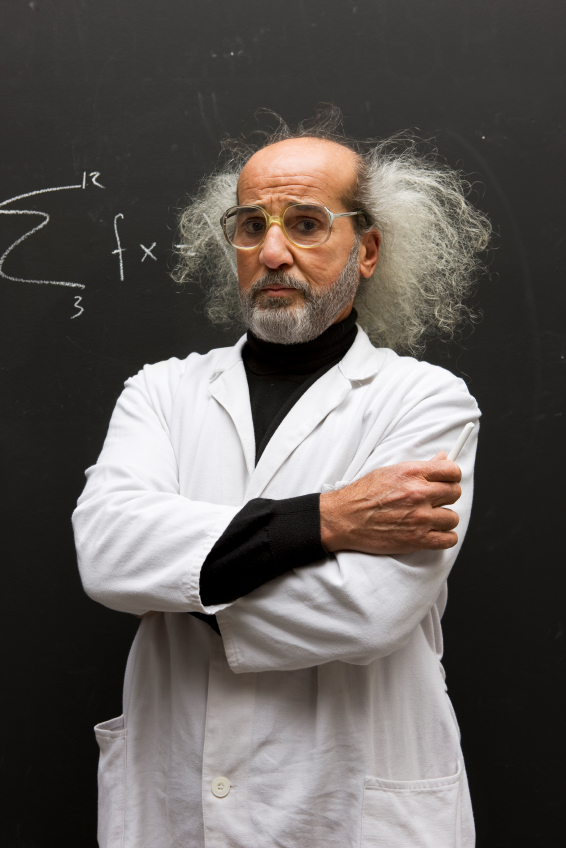 12
∑ f x =
3